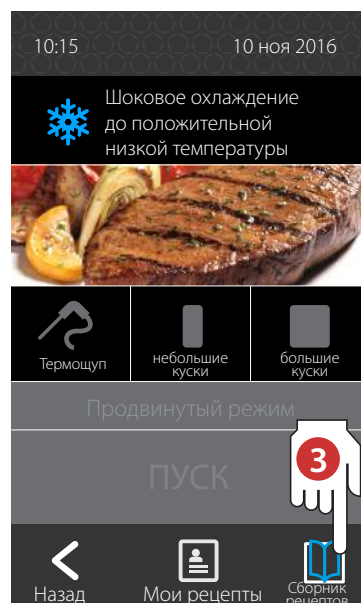 10:15 10 ноя 2016
Шоковое охлаждение
до положительной
низкой температуры
Термощуп
небольшие
куски
большие
куски
Продвинутый режим
ПУСК
3
Назад
Мои рецепты
Сборник
рецептов